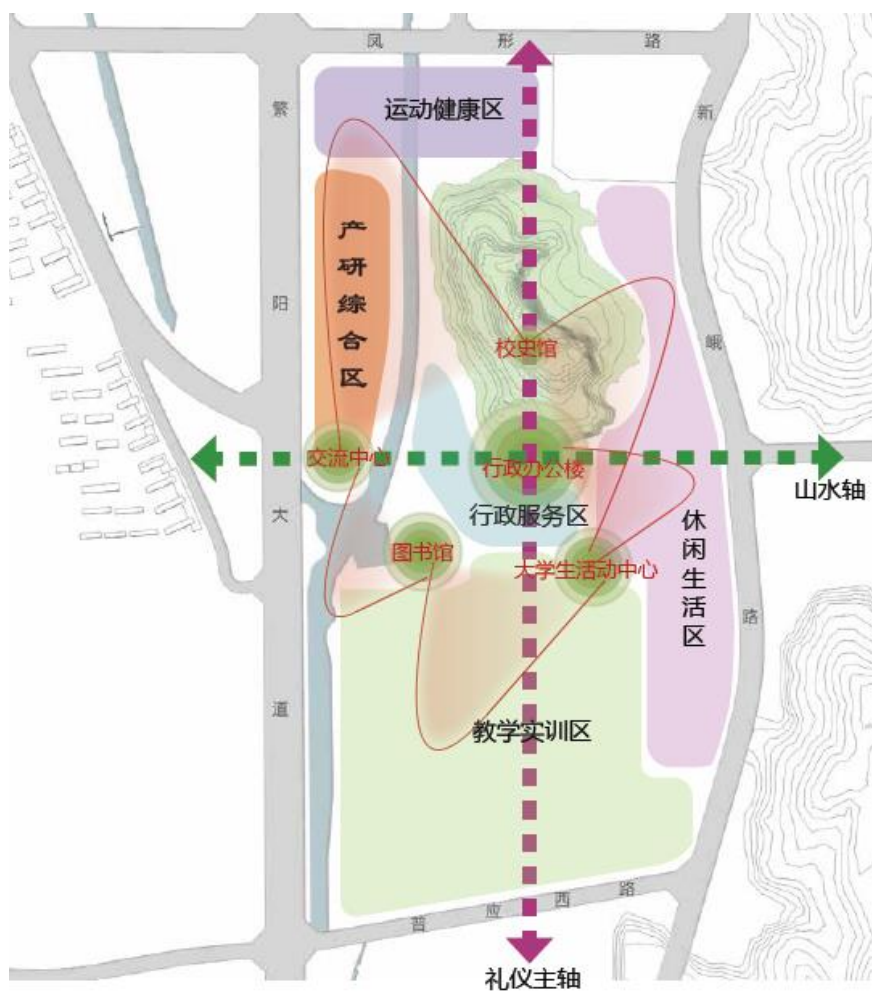 凤形路
运动健康区
繁阳大道
新峨路
产研综合区
校史馆
交流中心
行政办公楼
山水轴
行政服务区
图书馆
大学生活动中心
休闲生活区
教学实训区
普应西路
礼仪主轴